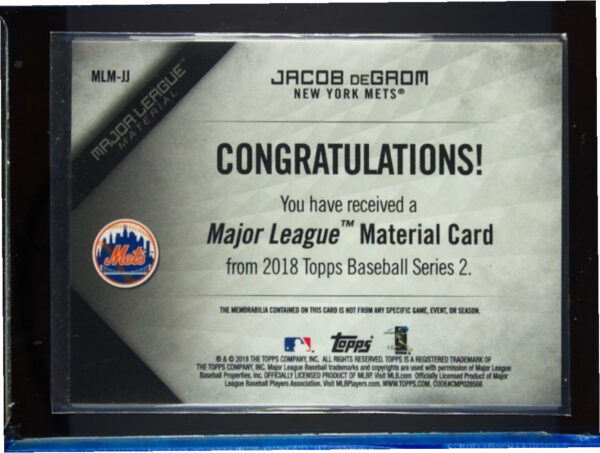 MLM-JJ
MAJOR LEAGUE™
MATERIAL
JACOB DEGROM
NEW YORK METS®
CONGRATULATIONS!
You have received a
Major League™ Material Card
from 2018 Topps Baseball Series 2.
Mets
THE MEMORABILIA CONTAINED ON THIS CARD IS NOT FROM ANY SPECIFIC GAME, EVENT, OR SEASON.
Topps
® & © 2018 THE TOPPS COMPANY, INC. ALL RIGHTS RESERVED. TOPPS IS A REGISTERED TRADEMARK OF
THE TOPPS COMPANY, INC. Major League Baseball trademarks and copyrights are used with permission of Major League
Baseball Properties, Inc. OFFICIALLY LICENSED PRODUCT OF MLBP. Visit MLB.com Officially Licensed Product of Major
League Baseball Players Association. Visit MLBPlayers.com. WWW.TOPPS.COM. CODE#CMP028508